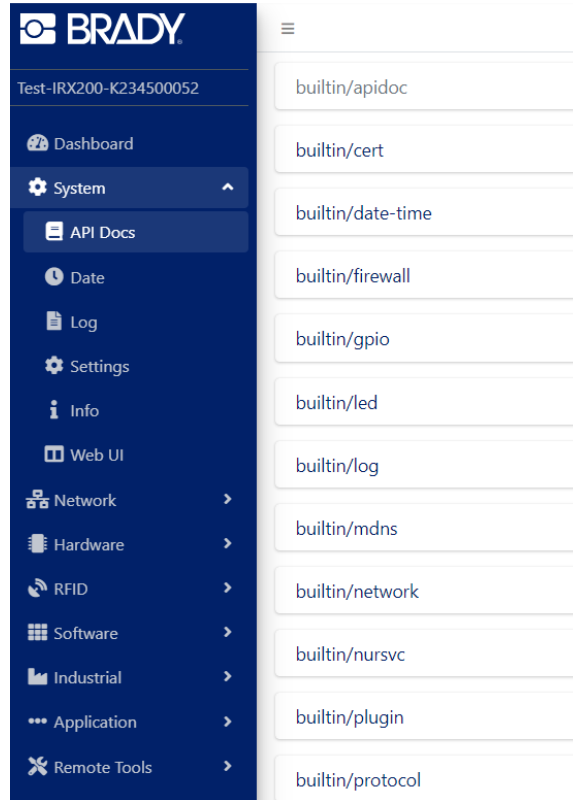 BRADY
Test-IRX200-K234500052
Dashboard
System
API Docs
Date
Log
Settings
Info
Web UI
Network
Hardware
RFID
Software
Industrial
Application
Remote Tools
builtin/apidoc
builtin/cert
builtin/date-time
builtin/firewall
builtin/gpio
builtin/led
builtin/log
builtin/mdns
builtin/network
builtin/nursvc
builtin/plugin
builtin/protocol